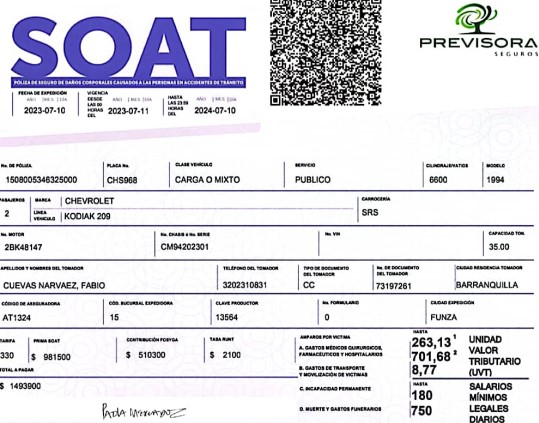 SOAT
PREVISORA
SEGUROS
PÓLIZA DE SEGURO DE DAÑOS CORPORALES CAUSADOS A LAS PERSONAS EN ACCIDENTES DE TRÁNSITO
FECHA DE EXPEDICIÓN
AÑO MES DÍA
2023-07-10
VIGENCIA
DESDE LAS 00 HORAS DEL
AÑO MES DÍA
2023-07-11
HASTA LAS 23:59 HORAS DEL
AÑO MES DÍA
2024-07-10
No. DE PÓLIZA
1508005346325000
PLACA No.
CHS968
CLASE VEHÍCULO
CARGA O MIXTO
SERVICIO
PUBLICO
CILINDRAJE/VATIOS
6600
MODELO
1994
PASAJEROS
2
MARCA
CHEVROLET
LÍNEA VEHÍCULO
KODIAK 209
CARROCERÍA
SRS
No. MOTOR
2BK48147
No. CHASIS ó No. SERIE
CM94202301
No. VIN
CAPACIDAD TON.
35.00
APELLIDOS Y NOMBRES DEL TOMADOR
CUEVAS NARVAEZ, FABIO
TELÉFONO DEL TOMADOR
3202310831
TIPO DE DOCUMENTO DEL TOMADOR
CC
No. DE DOCUMENTO DEL TOMADOR
73197261
CIUDAD RESIDENCIA TOMADOR
BARRANQUILLA
CÓDIGO DE ASEGURADORA
AT1324
CÓD. SUCURSAL EXPEDIDORA
15
CLAVE PRODUCTOR
13564
No. FORMULARIO
0
CIUDAD EXPEDICIÓN
FUNZA
TARIFA
330
PRIMA SOAT
$ 981500
CONTRIBUCIÓN FOSYGA
$ 510300
TASA RUNT
$ 2100
TOTAL A PAGAR
$ 1493900
AMPAROS POR VICTIMA
A. GASTOS MÉDICOS QUIRURGICOS, FARMACÉUTICOS Y HOSPITALARIOS
B. GASTOS DE TRANSPORTE Y MOVILIZACIÓN DE VICTIMAS
C. INCAPACIDAD PERMANENTE
D. MUERTE Y GASTOS FUNERARIOS
HASTA
263,13 ¹
701,68 ²
8,77
UNIDAD VALOR TRIBUTARIO (UVT)
HASTA
180
750
SALARIOS MÍNIMOS LEGALES DIARIOS